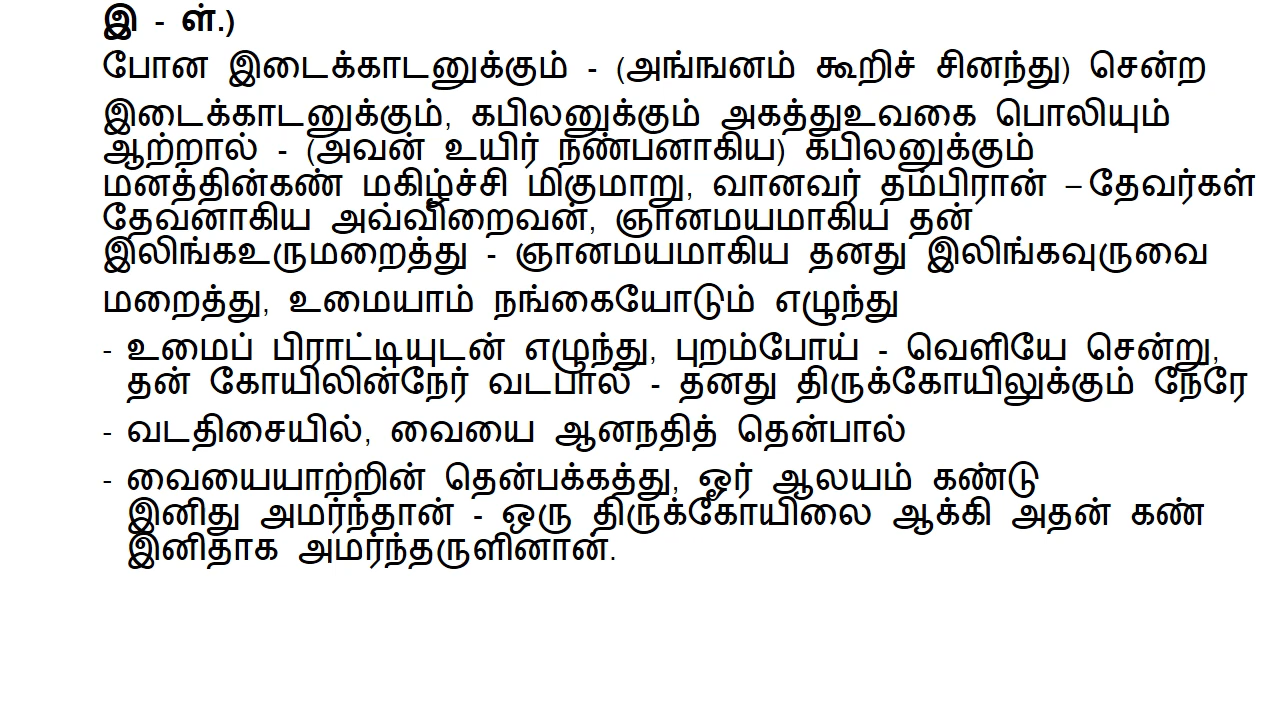 இ - ள்.)
போன இடைக்காடனுக்கும் - (அங்ஙனம் கூறிச் சினந்து) சென்ற
இடைக்காடனுக்கும், கபிலனுக்கும் அகத்துஉவகை பொலியும்
ஆற்றால் - (அவன் உயிர் நண்பனாகிய) கபிலனுக்கும்
மனத்தின்கண் மகிழ்ச்சி மிகுமாறு, வானவர் தம்பிரான் – தேவர்கள்
தேவனாகிய அவ்விறைவன், ஞானமயமாகிய தன்
இலிங்கஉருமறைத்து - ஞானமயமாகிய தனது இலிங்கவுருவை
மறைத்து, உமையாம் நங்கையோடும் எழுந்து
- உமைப் பிராட்டியுடன் எழுந்து, புறம்போய் - வெளியே சென்று,
தன் கோயிலின்நேர் வடபால் - தனது திருக்கோயிலுக்கும் நேரே
- வடதிசையில், வையை ஆனநதித் தென்பால்
- வையையாற்றின் தென்பக்கத்து, ஓர் ஆலயம் கண்டு
இனிது அமர்ந்தான் - ஒரு திருக்கோயிலை ஆக்கி அதன் கண்
இனிதாக அமர்ந்தருளினான்.